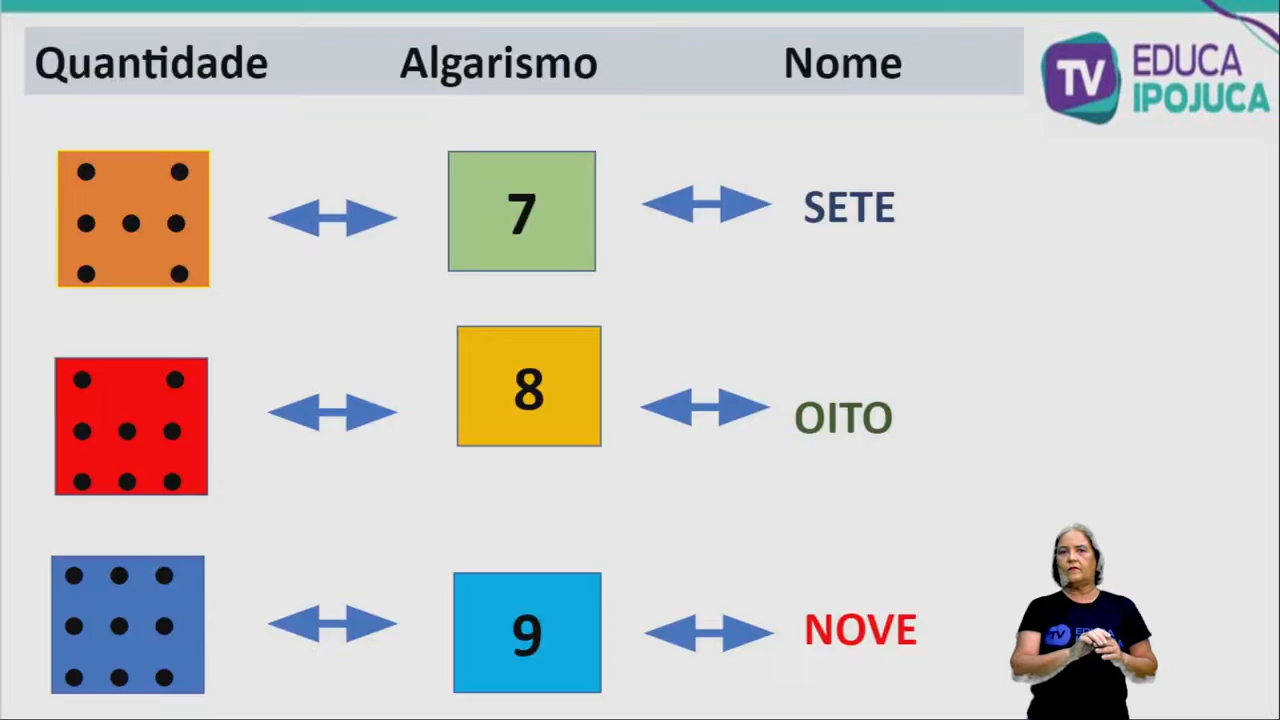 Quantidade Algarismo Nome
TV EDUCA
IPOJUCA
7 SETE
8 OITO
9 NOVE